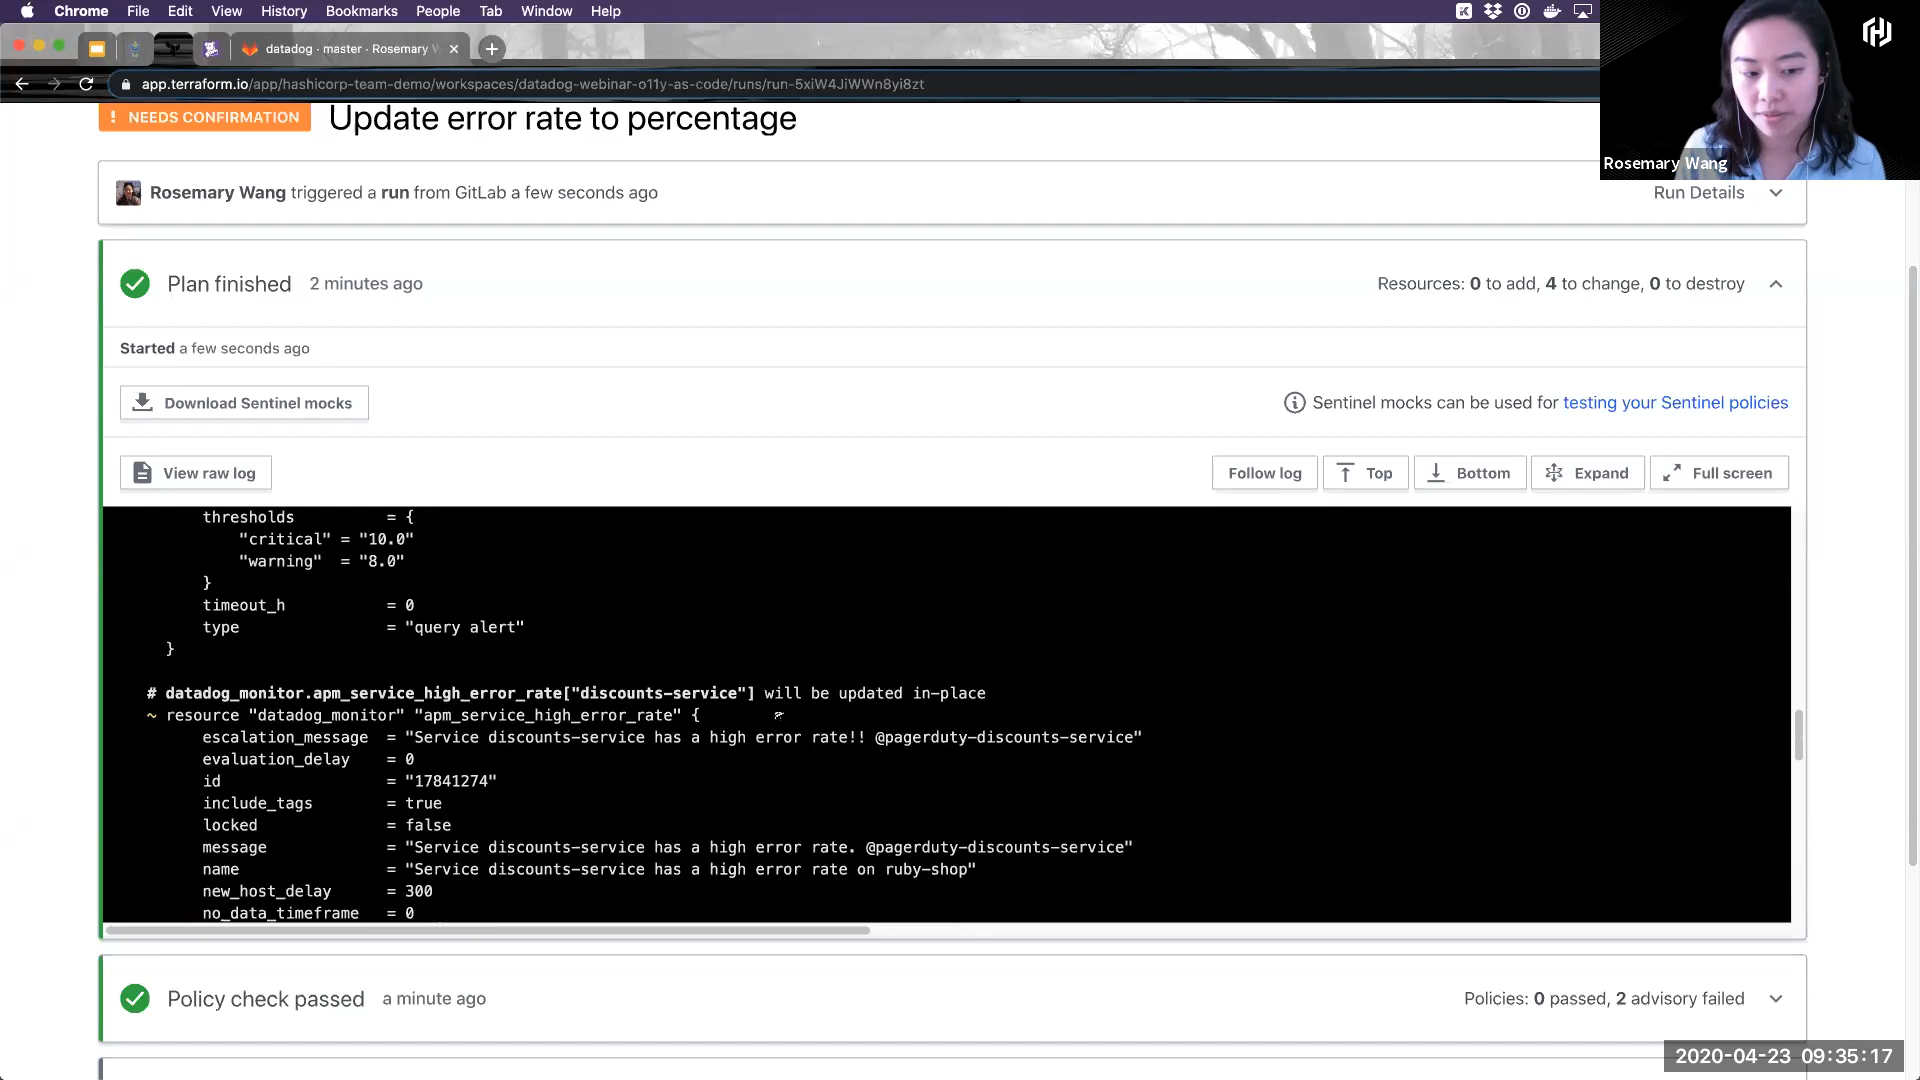 Chrome File Edit View History Bookmarks People Tab Window Help
datadog · master · Rosemary W
app.terraform.io/app/hashicorp-team-demo/workspaces/datadog-webinar-o11y-as-code/runs/run-5xiW4JiWWn8yi8zt
! NEEDS CONFIRMATION Update error rate to percentage
Rosemary Wang
Rosemary Wang triggered a run from GitLab a few seconds ago Run Details
Plan finished 2 minutes ago Resources: 0 to add, 4 to change, 0 to destroy
Started a few seconds ago
Download Sentinel mocks Sentinel mocks can be used for testing your Sentinel policies
View raw log Follow log Top Bottom Expand Full screen
thresholds = {
"critical" = "10.0"
"warning" = "8.0"
}
timeout_h = 0
type = "query alert"
}
# datadog_monitor.apm_service_high_error_rate["discounts-service"] will be updated in-place
~ resource "datadog_monitor" "apm_service_high_error_rate" {
escalation_message = "Service discounts-service has a high error rate!! @pagerduty-discounts-service"
evaluation_delay = 0
id = "17841274"
include_tags = true
locked = false
message = "Service discounts-service has a high error rate. @pagerduty-discounts-service"
name = "Service discounts-service has a high error rate on ruby-shop"
new_host_delay = 300
no_data_timeframe = 0
Policy check passed a minute ago Policies: 0 passed, 2 advisory failed
2020-04-23 09:35:17